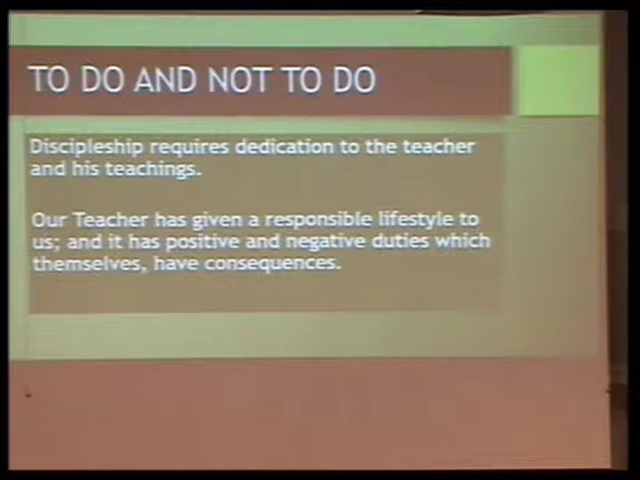 TO DO AND NOT TO DO
Discipleship requires dedication to the teacher
and his teachings.
Our Teacher has given a responsible lifestyle to
us; and it has positive and negative duties which
themselves, have consequences.